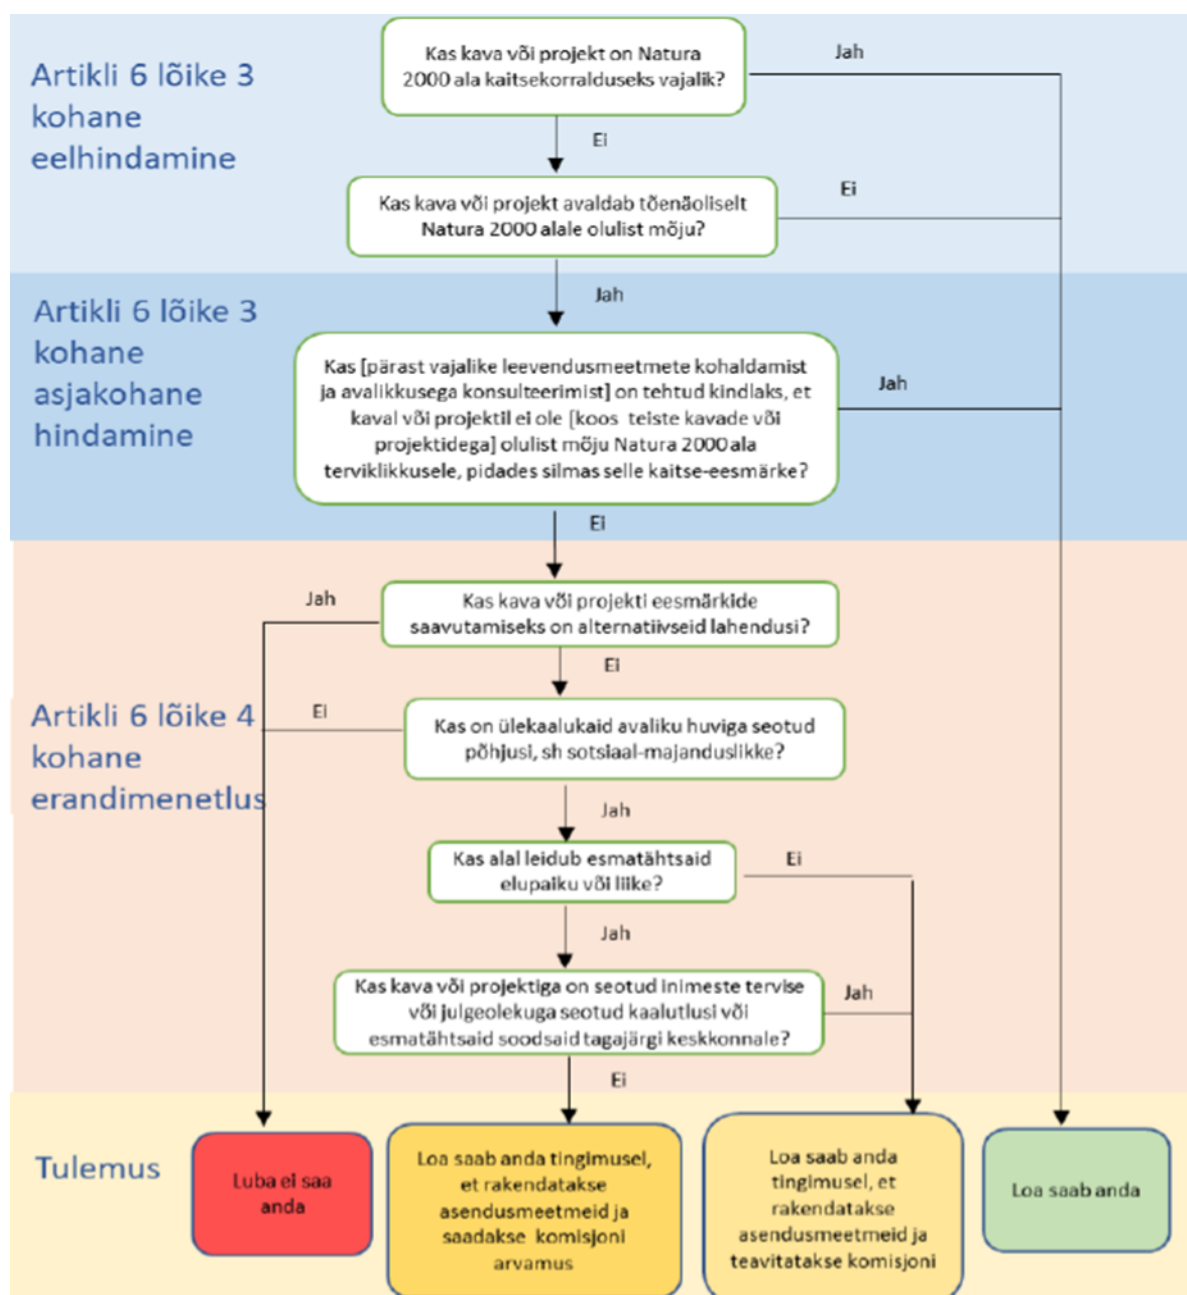 Artikli 6 lõike 3
kohane
eelhindamine
Kas kava või projekt on Natura
2000 ala kaitsekorralduseks vajalik?
Jah
Ei
Kas kava või projekt avaldab tõenäoliselt
Natura 2000 alale olulist mõju?
Ei
Jah
Artikli 6 lõike 3
kohane
asjakohane
hindamine
Kas [pärast vajalike leevendusmeetmete kohaldamist
ja avalikkusega konsulteerimist] on tehtud kindlaks, et
kaval või projektil ei ole [koos teiste kavade või
projektidega] olulist mõju Natura 2000 ala
terviklikkusele, pidades silmas selle kaitse-eesmärke?
Jah
Ei
Artikli 6 lõike 4
kohane
erandimenetlus
Kas kava või projekti eesmärkide
saavutamiseks on alternatiivseid lahendusi?
Jah
Ei
Kas on ülekaalukaid avaliku huviga seotud
põhjusi, sh sotsiaal-majanduslikke?
Ei
Jah
Kas alal leidub esmatähtsaid
elupaiku või liike?
Ei
Jah
Kas kava või projektiga on seotud inimeste tervise
või julgeolekuga seotud kaalutlusi või
esmatähtsaid soodsaid tagajärgi keskkonnale?
Jah
Ei
Tulemus
Luba ei saa
anda
Loa saab anda tingimusel,
et rakendatakse
asendusmeetmeid ja
saadakse komisjoni
arvamus
Loa saab anda
tingimusel, et
rakendatakse
asendusmeetmeid ja
teavitatakse komisjoni
Loa saab anda